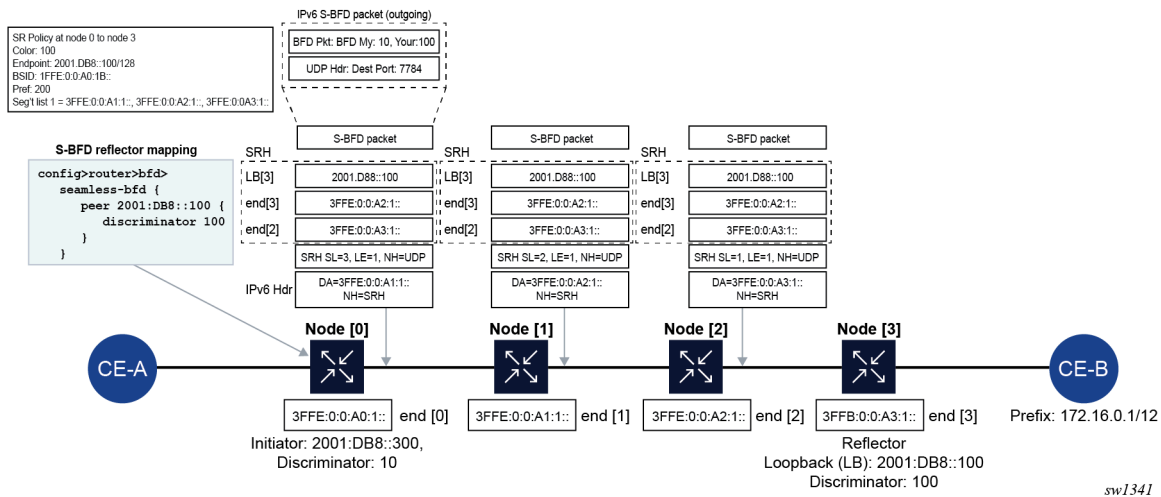 SR Policy at node 0 to node 3
Color: 100
Endpoint: 2001.DB8::100/128
BSID: 1FFE:0:0:A0:1B::
Pref: 200
Seg't list 1 = 3FFE:0:0:A1:1::, 3FFE:0:0:A2:1::, 3FFE:0:0A3:1::
IPv6 S-BFD packet (outgoing)
BFD Pkt: BFD My: 10, Your:100
UDP Hdr: Dest Port: 7784
S-BFD reflector mapping
config>router>bfd>
seamless-bfd {
peer 2001:DB8::100 {
discriminator 100
}
}
S-BFD packet
SRH
LB[3]
2001.D88::100
end[3]
3FFE:0:0:A2:1::
end[2]
3FFE:0:0:A3:1::
SRH SL=3, LE=1, NH=UDP
IPv6 Hdr
DA=3FFE:0:0:A1:1::
NH=SRH
S-BFD packet
SRH
LB[3]
2001.D88::100
end[3]
3FFE:0:0:A2:1::
end[2]
3FFE:0:0:A3:1::
SRH SL=2, LE=1, NH=UDP
DA=3FFE:0:0:A2:1::
NH=SRH
S-BFD packet
SRH
LB[3]
2001.D88::100
end[3]
3FFE:0:0:A2:1::
end[2]
3FFE:0:0:A3:1::
SRH SL=1, LE=1, NH=UDP
DA=3FFE:0:0:A3:1::
NH=SRH
CE-A
Node [0]
Node [1]
Node [2]
Node [3]
CE-B
3FFE:0:0:A0:1::
end [0]
3FFE:0:0:A1:1::
end [1]
3FFE:0:0:A2:1::
end [2]
3FFB:0:0:A3:1::
end [3]
Prefix: 172.16.0.1/12
Initiator: 2001:DB8::300,
Discriminator: 10
Reflector
Loopback (LB): 2001:DB8::100
Discriminator: 100
sw1341